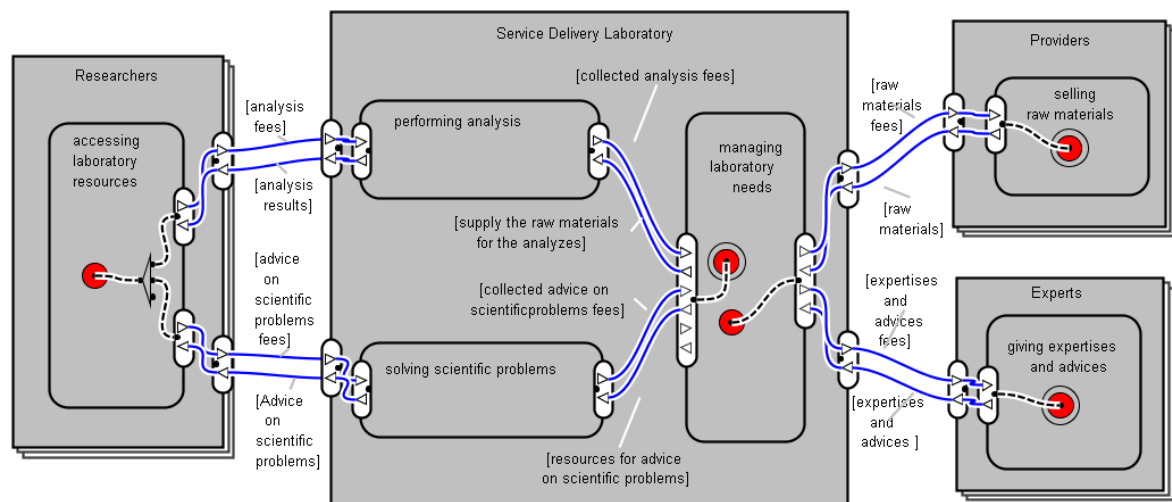 Researchers
accessing
laboratory
resources
[analysis
fees]
[analysis
results]
[advice
on
scientific
problems
fees]
[Advice
on
scientific
problems]
Service Delivery Laboratory
[collected analysis fees]
performing analysis
managing
laboratory
needs
[supply the raw materials
for the analyzes]
[collected advice on
scientificproblems fees]
solving scientific problems
[resources for advice
on scientific problems]
[raw
materials
fees]
[raw
materials]
Providers
selling
raw materials
[expertises
and
advices
fees]
[expertises
and
advices ]
Experts
giving expertises
and advices